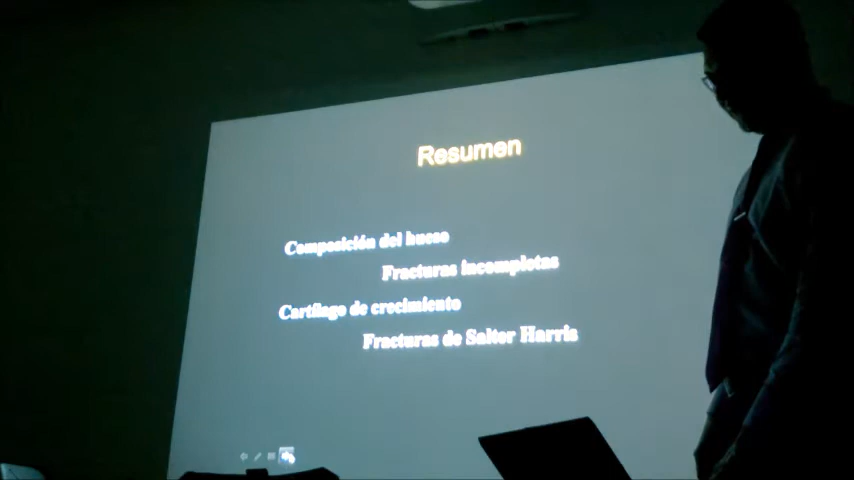 Resumen
Composición del hueso
Fracturas incompletas
Cartílago de crecimiento
Fracturas de Salter Harris